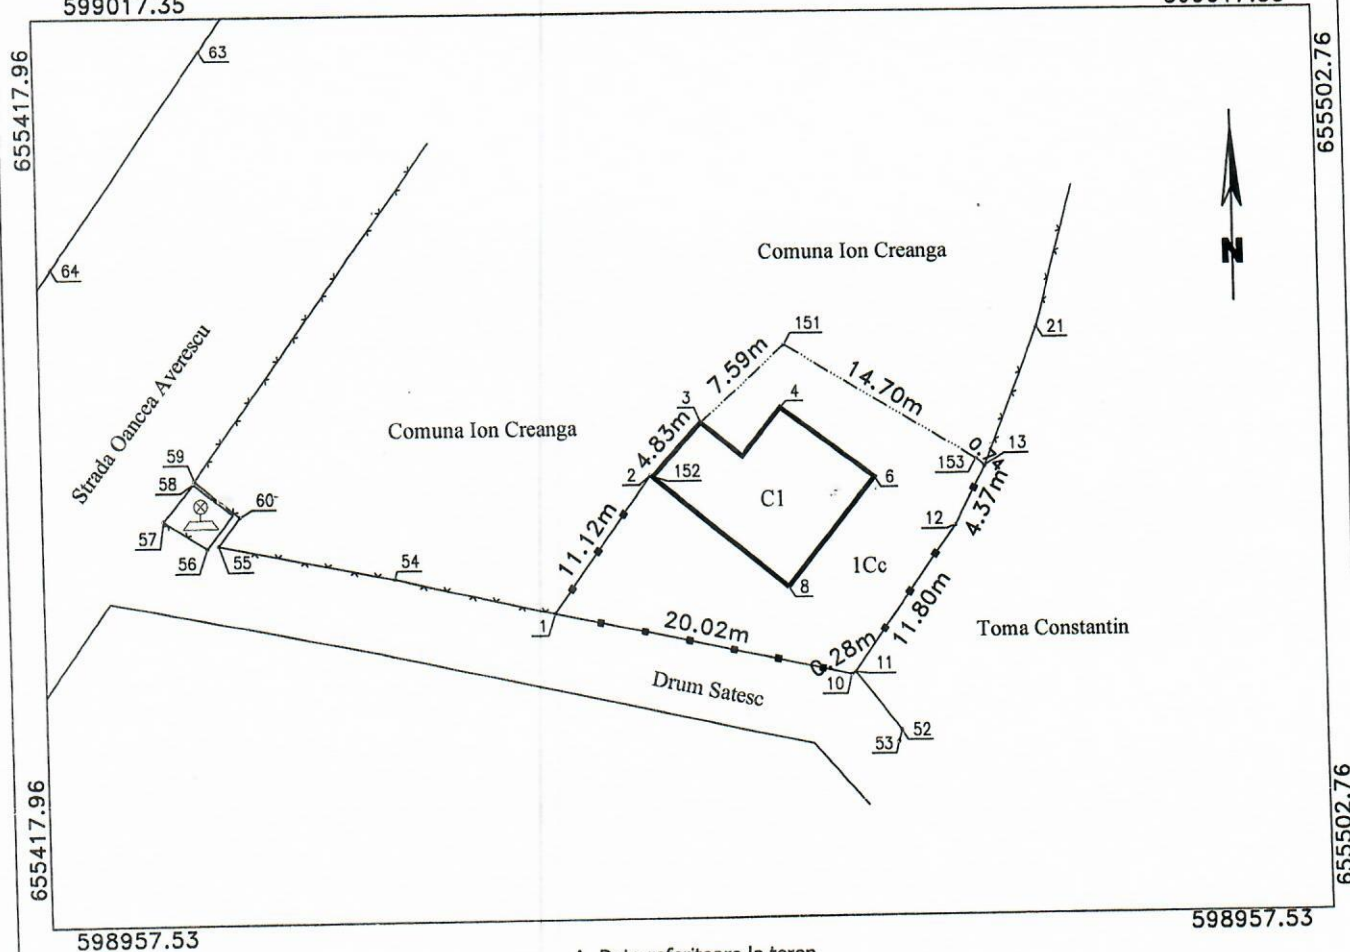 599017.35
655417.96
655502.76
63
64
N
Comuna Ion Creanga
21
151
7.59m
14.70m
Strada Oancea Averescu
Comuna Ion Creanga
3
4
4.83m
13
153
2
152
6
C1
4.37m
59
58
60
57
56
55
54
12
11.12m
1Cc
8
11.80m
1
20.02m
Toma Constantin
0.28m
11
10
Drum Satesc
52
53
655417.96
655502.76
598957.53
598957.53